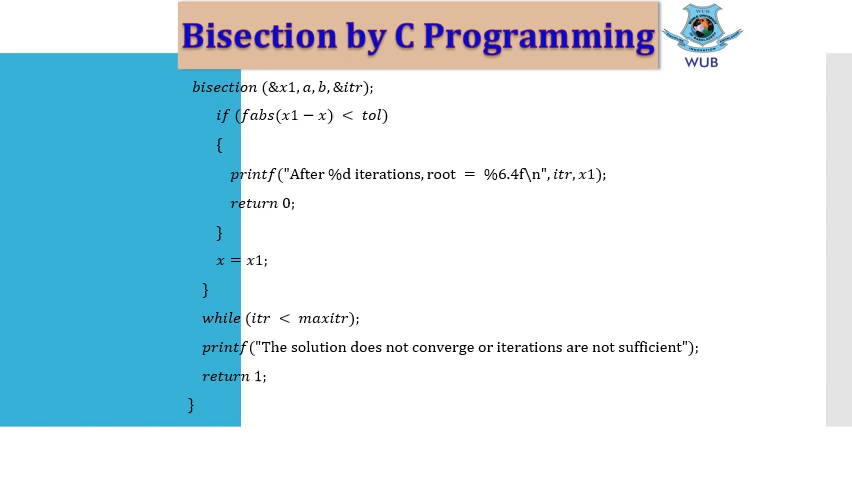 Bisection by C Programming
WUB
WUB
bisection (&x1, a, b, &itr);
if (fabs(x1 − x) < tol)
{
printf("After %d iterations, root = %6.4f\n", itr, x1);
return 0;
}
x = x1;
}
while (itr < maxitr);
printf("The solution does not converge or iterations are not sufficient");
return 1;
}